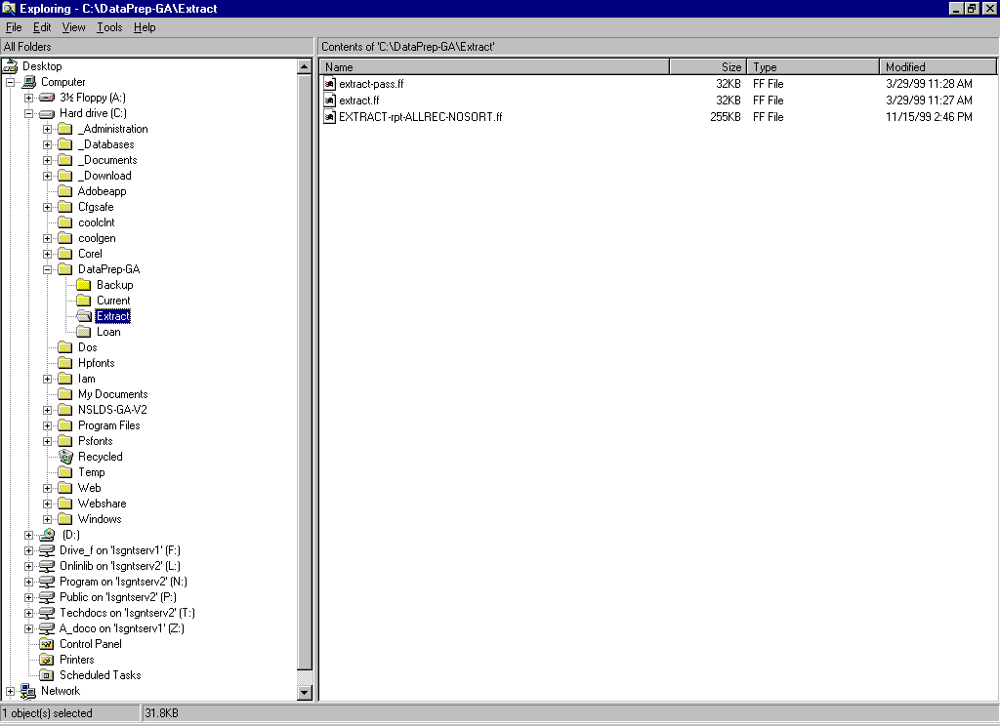 Exploring - C:\DataPrep-GA\Extract
File Edit View Tools Help
All Folders
Contents of 'C:\DataPrep-GA\Extract'
Desktop
Computer
3½ Floppy (A:)
Hard drive (C:)
_Administration
_Databases
_Documents
_Download
Adobeapp
Cfgsafe
coolclnt
coolgen
Corel
DataPrep-GA
Backup
Current
Extract
Loan
Dos
Hpfonts
Iam
My Documents
NSLDS-GA-V2
Program Files
Psfonts
Recycled
Temp
Web
Webshare
Windows
(D:)
Drive_f on 'lsgntserv1' (F:)
Onlinlib on 'lsgntserv2' (L:)
Program on 'lsgntserv2' (N:)
Public on 'lsgntserv2' (P:)
Techdocs on 'lsgntserv2' (T:)
A_doco on 'lsgntserv1' (Z:)
Control Panel
Printers
Scheduled Tasks
Network
Name Size Type Modified
extract-pass.ff 32KB FF File 3/29/99 11:28 AM
extract.ff 32KB FF File 3/29/99 11:27 AM
EXTRACT-rpt-ALLREC-NOSORT.ff 255KB FF File 11/15/99 2:46 PM
1 object(s) selected 31.8KB